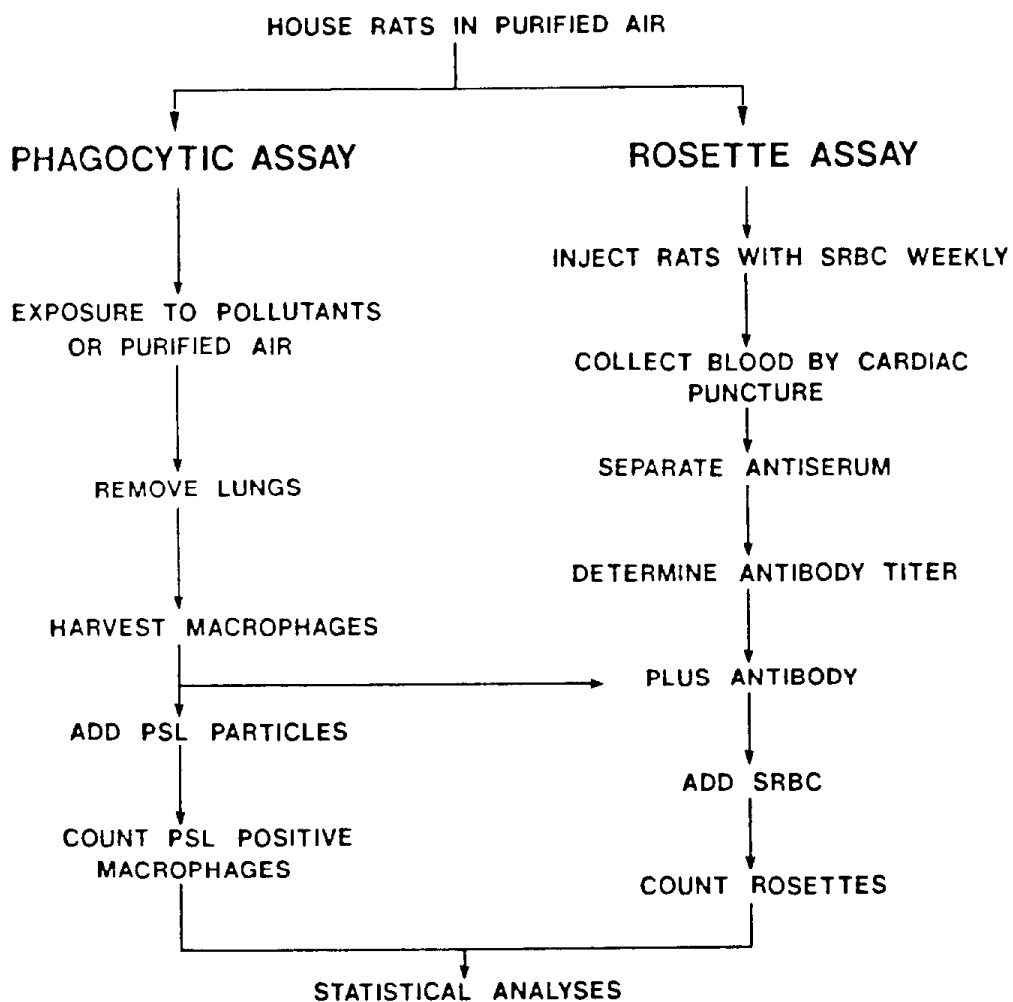 HOUSE RATS IN PURIFIED AIR
PHAGOCYTIC ASSAY
EXPOSURE TO POLLUTANTS
OR PURIFIED AIR
REMOVE LUNGS
HARVEST MACROPHAGES
ADD PSL PARTICLES
COUNT PSL POSITIVE
MACROPHAGES
ROSETTE ASSAY
INJECT RATS WITH SRBC WEEKLY
COLLECT BLOOD BY CARDIAC
PUNCTURE
SEPARATE ANTISERUM
DETERMINE ANTIBODY TITER
PLUS ANTIBODY
ADD SRBC
COUNT ROSETTES
STATISTICAL ANALYSES